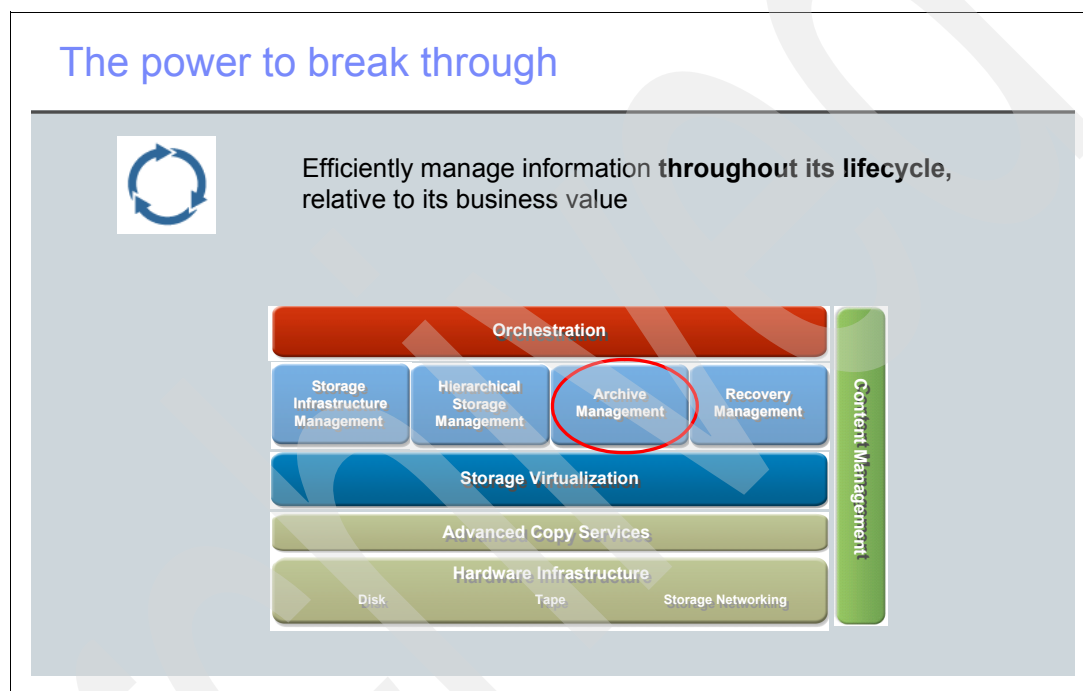 The power to break through
Efficiently manage information throughout its lifecycle,
relative to its business value
Orchestration
Storage
Infrastructure
Management
Hierarchical
Storage
Management
Archive
Management
Recovery
Management
Content Management
Storage Virtualization
Advanced Copy Services
Hardware Infrastructure
Disk Tape Storage Networking